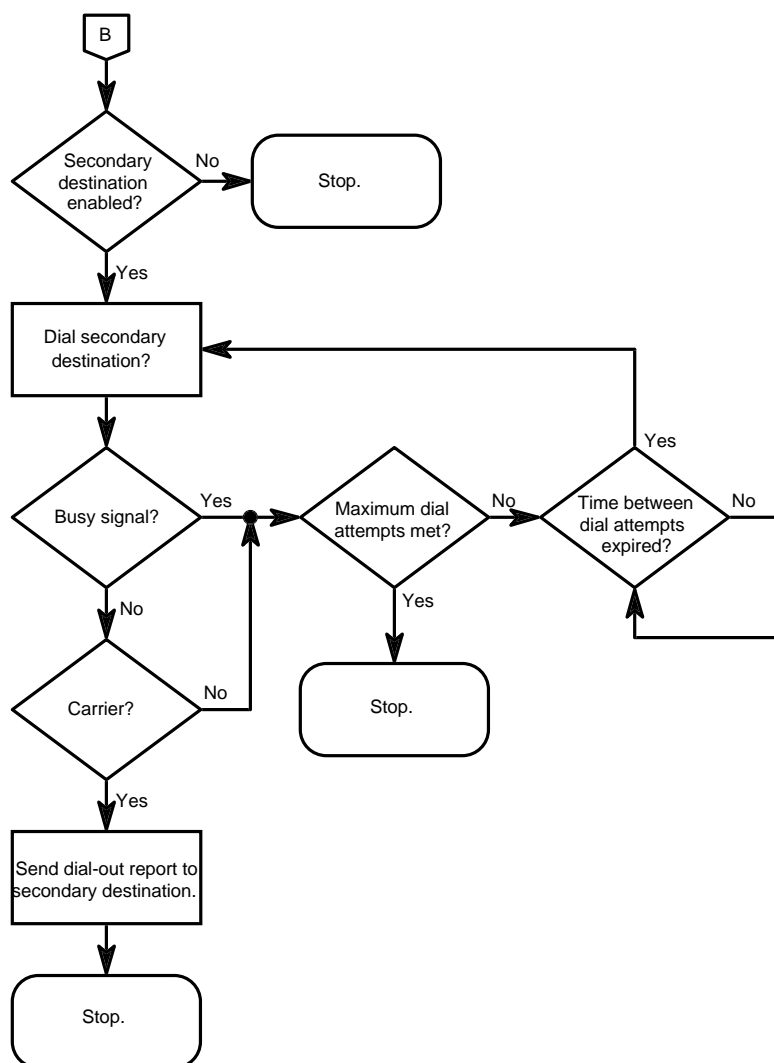 B
Secondary
destination
enabled?
No
Stop.
Yes
Dial secondary
destination?
Yes
Busy signal?
Yes
Maximum dial
attempts met?
No
Time between
dial attempts
expired?
No
No
Yes
Carrier?
No
Stop.
Yes
Send dial-out report to
secondary destination.
Stop.